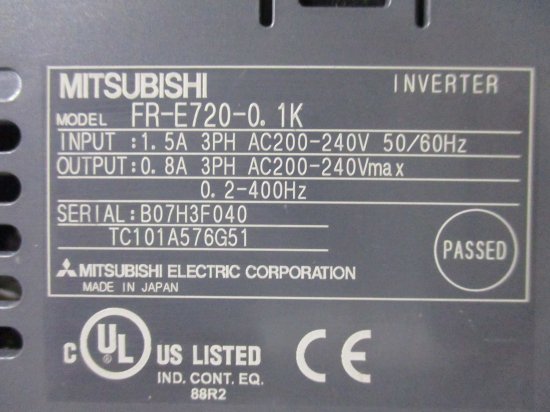 MITSUBISHI INVERTER
MODEL FR-E720-0.1K
INPUT :1.5A 3PH AC200-240V 50/60Hz
OUTPUT:0.8A 3PH AC200-240Vmax
0.2-400Hz
SERIAL:B07H3F040
TC101A576G51
PASSED
MITSUBISHI ELECTRIC CORPORATION
MADE IN JAPAN
C UL US LISTED CE
IND. CONT. EQ.
88R2